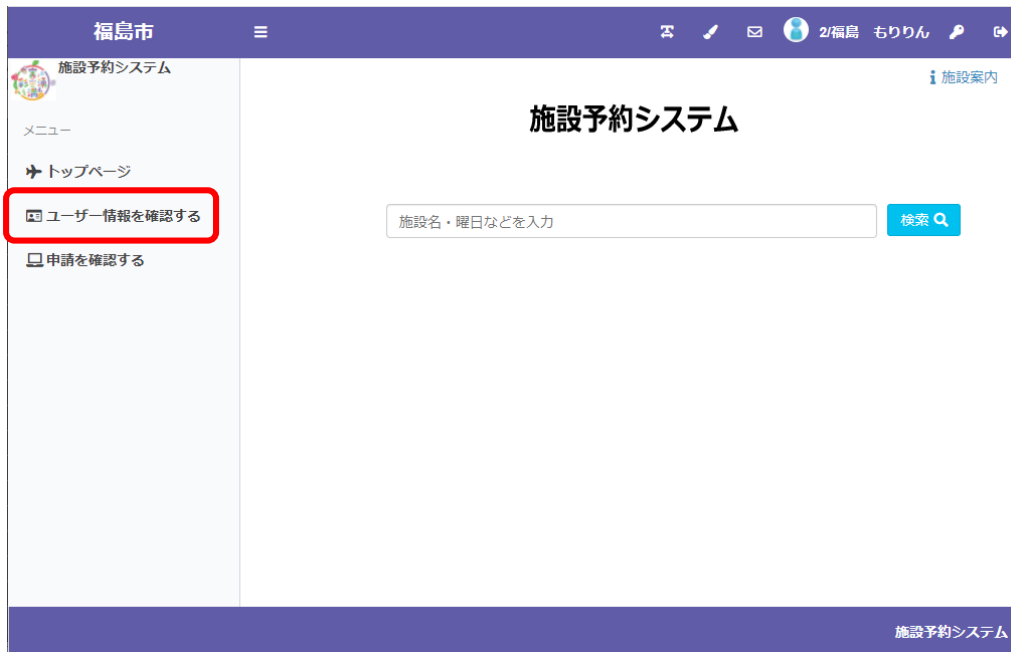 福島市
2/福島 もりりん
施設予約システム
施設案内
メニュー
施設予約システム
トップページ
ユーザー情報を確認する
施設名・曜日などを入力
検索
申請を確認する
施設予約システム